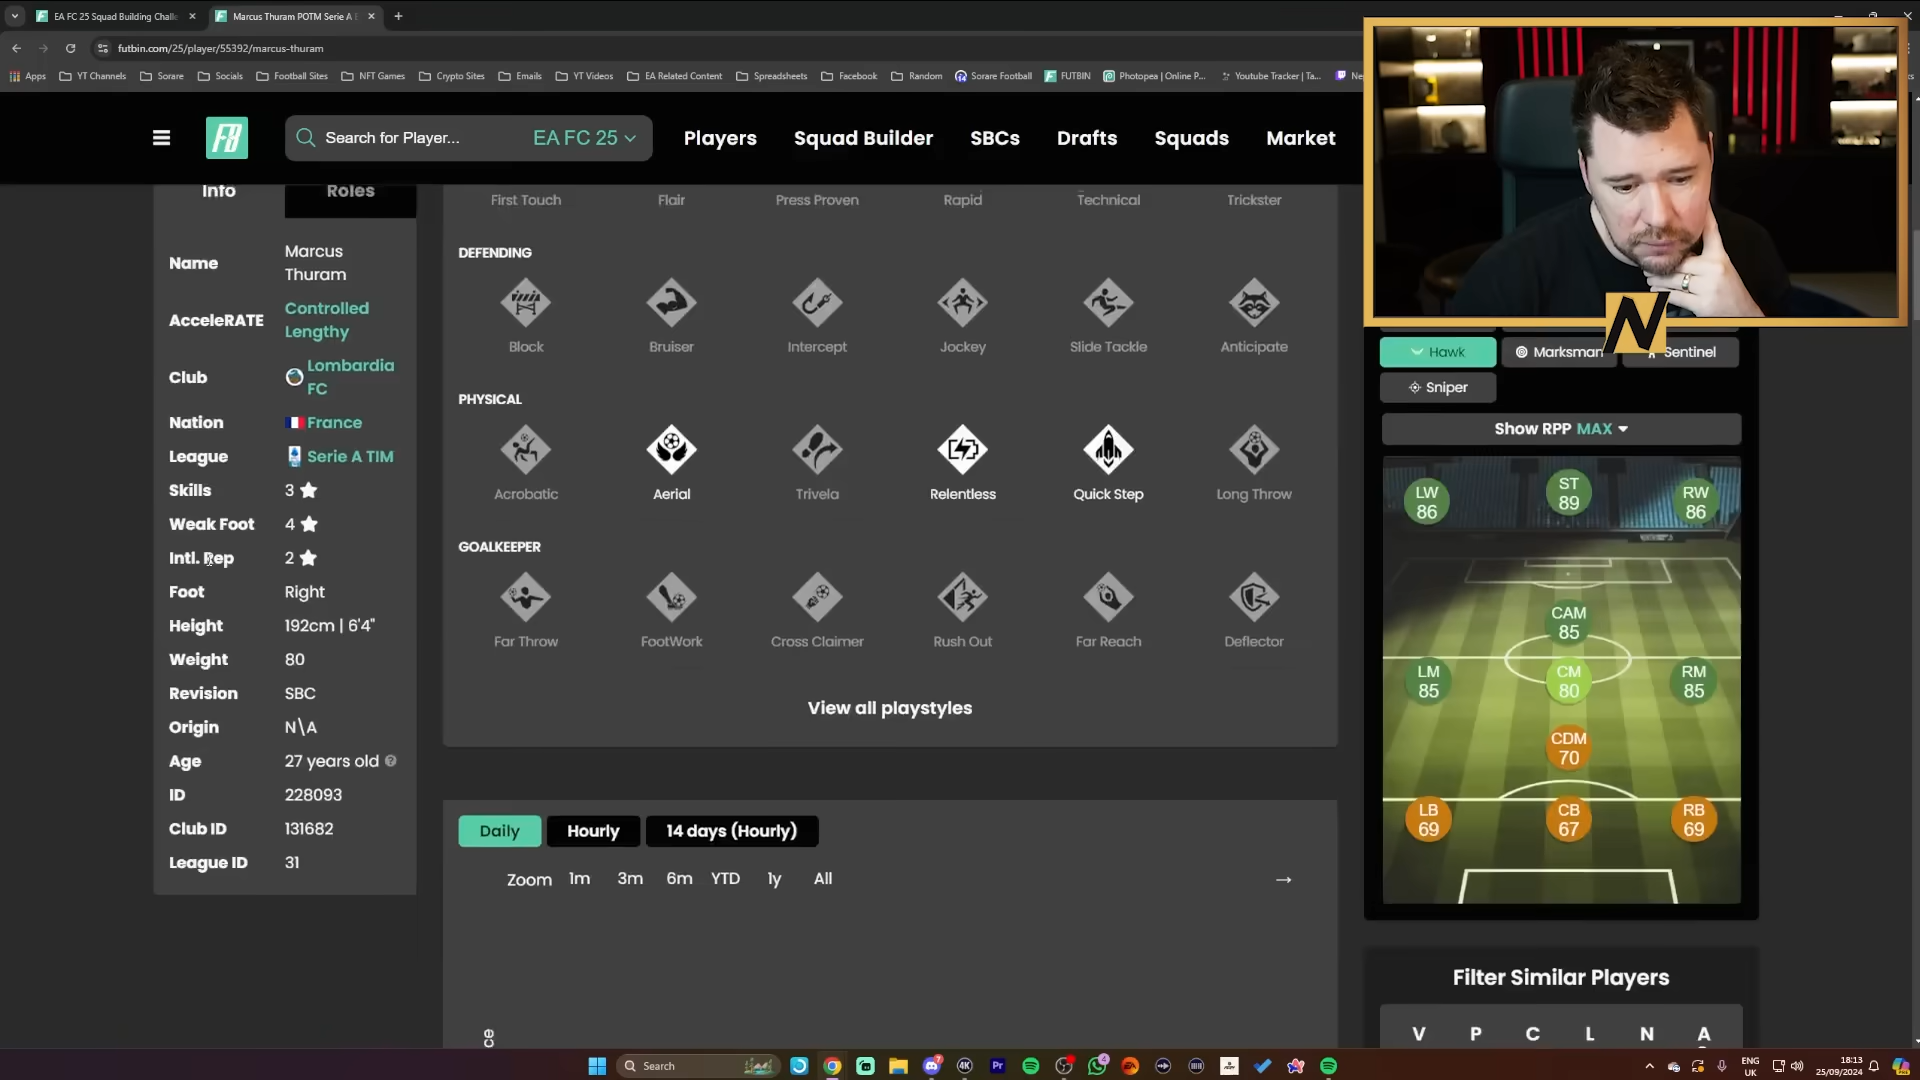 EA FC 25 Squad Building Challe
Marcus Thuram POTM Serie A E
futbin.com/25/player/55392/marcus-thuram
Apps
YT Channels
Sorare
Socials
Football Sites
NFT Games
Crypto Sites
Emails
YT Videos
EA Related Content
Spreadsheets
Facebook
Random
Sorare Football
FUTBIN
Photopea | Online P...
Youtube Tracker | Ta...
Search for Player...
EA FC 25
Players
Squad Builder
SBCs
Drafts
Squads
Market
Info
Roles
Name
Marcus
Thuram
AcceleRATE
Controlled
Lengthy
Club
Lombardia
FC
Nation
France
League
Serie A TIM
Skills
3
Weak Foot
4
Intl. Rep
2
Foot
Right
Height
192cm | 6'4"
Weight
80
Revision
SBC
Origin
N\A
Age
27 years old
ID
228093
Club ID
131682
League ID
31
First Touch
Flair
Press Proven
Rapid
Technical
Trickster
DEFENDING
Block
Bruiser
Intercept
Jockey
Slide Tackle
Anticipate
PHYSICAL
Acrobatic
Aerial
Trivela
Relentless
Quick Step
Long Throw
GOALKEEPER
Far Throw
FootWork
Cross Claimer
Rush Out
Far Reach
Deflector
View all playstyles
Daily
Hourly
14 days (Hourly)
Zoom
1m
3m
6m
YTD
1y
All
N
Hawk
Marksman
Sentinel
Sniper
Show RPP MAX
LW
86
ST
89
RW
86
CAM
85
LM
85
CM
80
RM
85
CDM
70
LB
69
CB
67
RB
69
Filter Similar Players
V
P
C
L
N
A
Search
4K
Pr
ENG
UK
18:13
25/09/2024